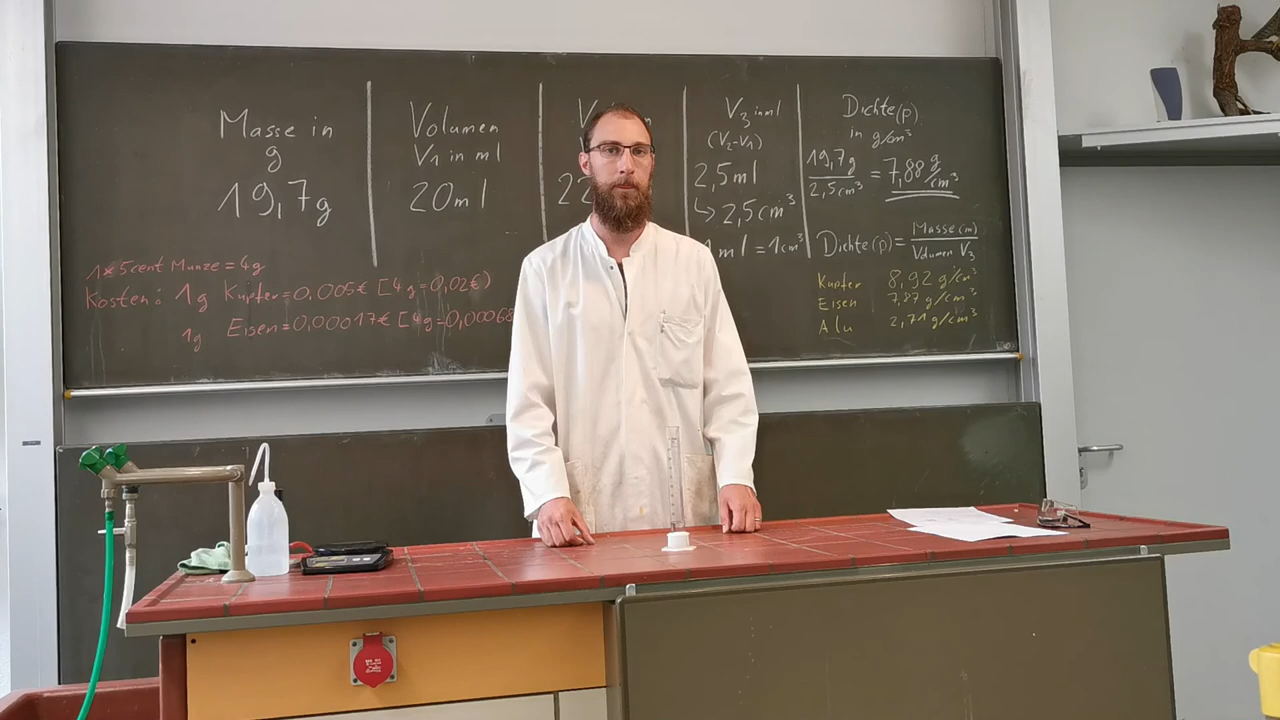 Masse in
g
19,7g
Volumen
V1 in ml
20ml
V
22
V3 in ml
(V2-V1)
2,5ml
↳ 2,5cm³
1ml = 1cm³
Dichte(ρ)
in g/cm³
19,7g / 2,5cm³ = 7,88 g/cm³
Dichte(ρ) = Masse(m) / Volumen V3
Kupfer 8,92 g/cm³
Eisen 7,87 g/cm³
Alu 2,71 g/cm³
1x 5cent Munze = 4g
Kosten: 1g Kupfer = 0,005€ [4g = 0,02€)
1g Eisen = 0,00017€ [4g = 0,00068